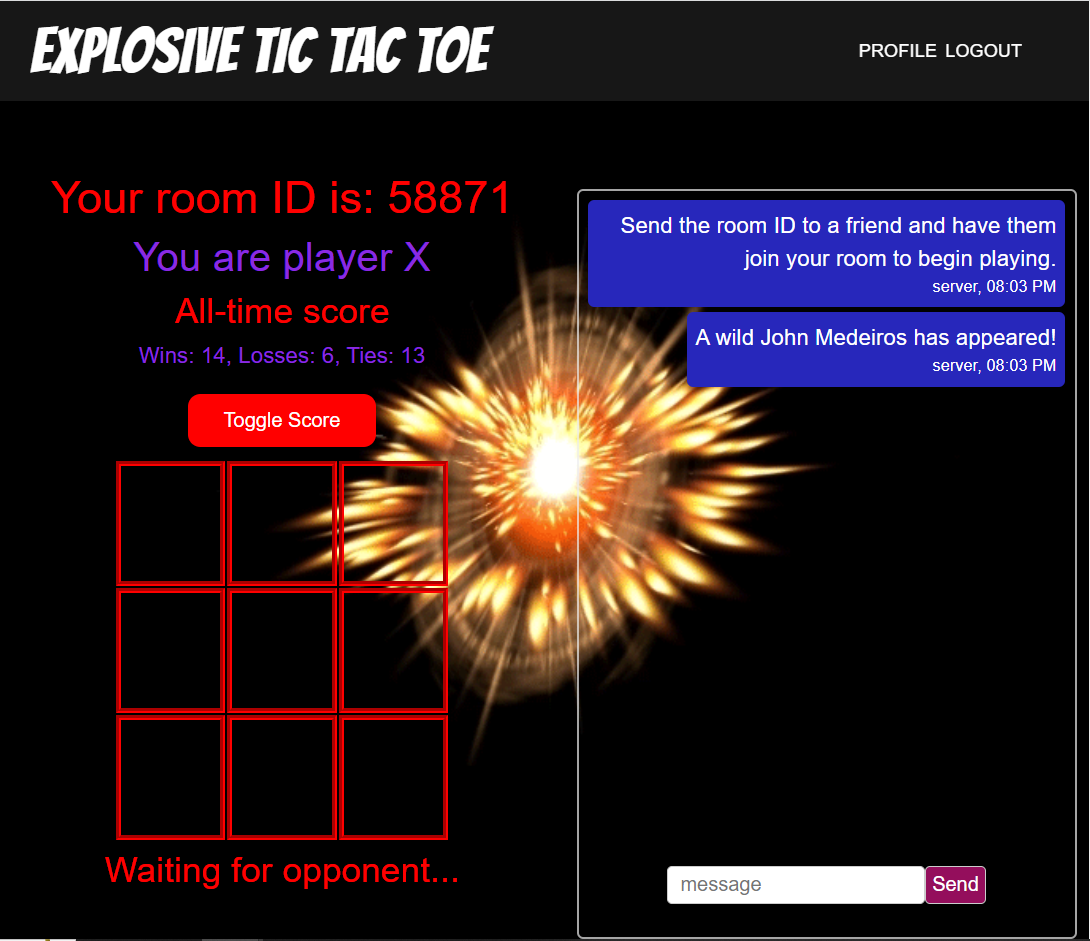 EXPLOSIVE TIC TAC TOE
PROFILE LOGOUT
Your room ID is: 58871
You are player X
All-time score
Wins: 14, Losses: 6, Ties: 13
Toggle Score
Waiting for opponent...
Send the room ID to a friend and have them
join your room to begin playing.
server, 08:03 PM
A wild John Medeiros has appeared!
server, 08:03 PM
message
Send